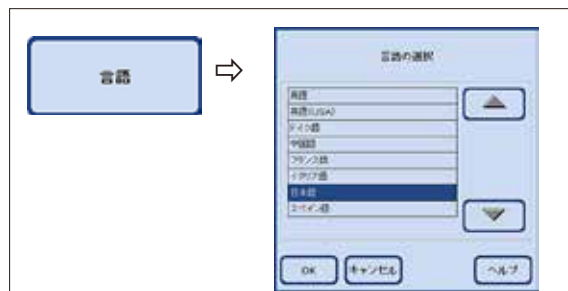 言語
言語の選択
英語
英語(USA)
ドイツ語
中国語
フランス語
イタリア語
日本語
スペイン語
OK
キャンセル
ヘルプ